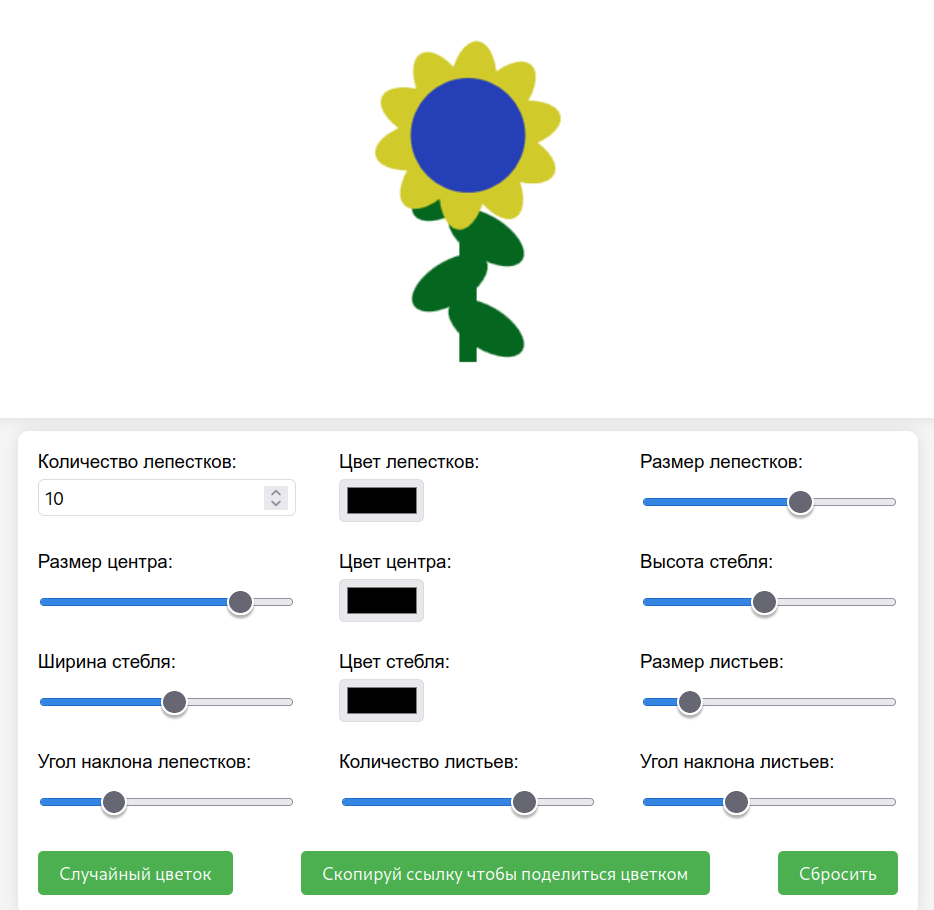 Количество лепестков:
Цвет лепестков:
Размер лепестков:
10
Размер центра:
Цвет центра:
Высота стебля:
Ширина стебля:
Цвет стебля:
Размер листьев:
Угол наклона лепестков:
Количество листьев:
Угол наклона листьев:
Случайный цветок
Скопируй ссылку чтобы поделиться цветком
Сбросить